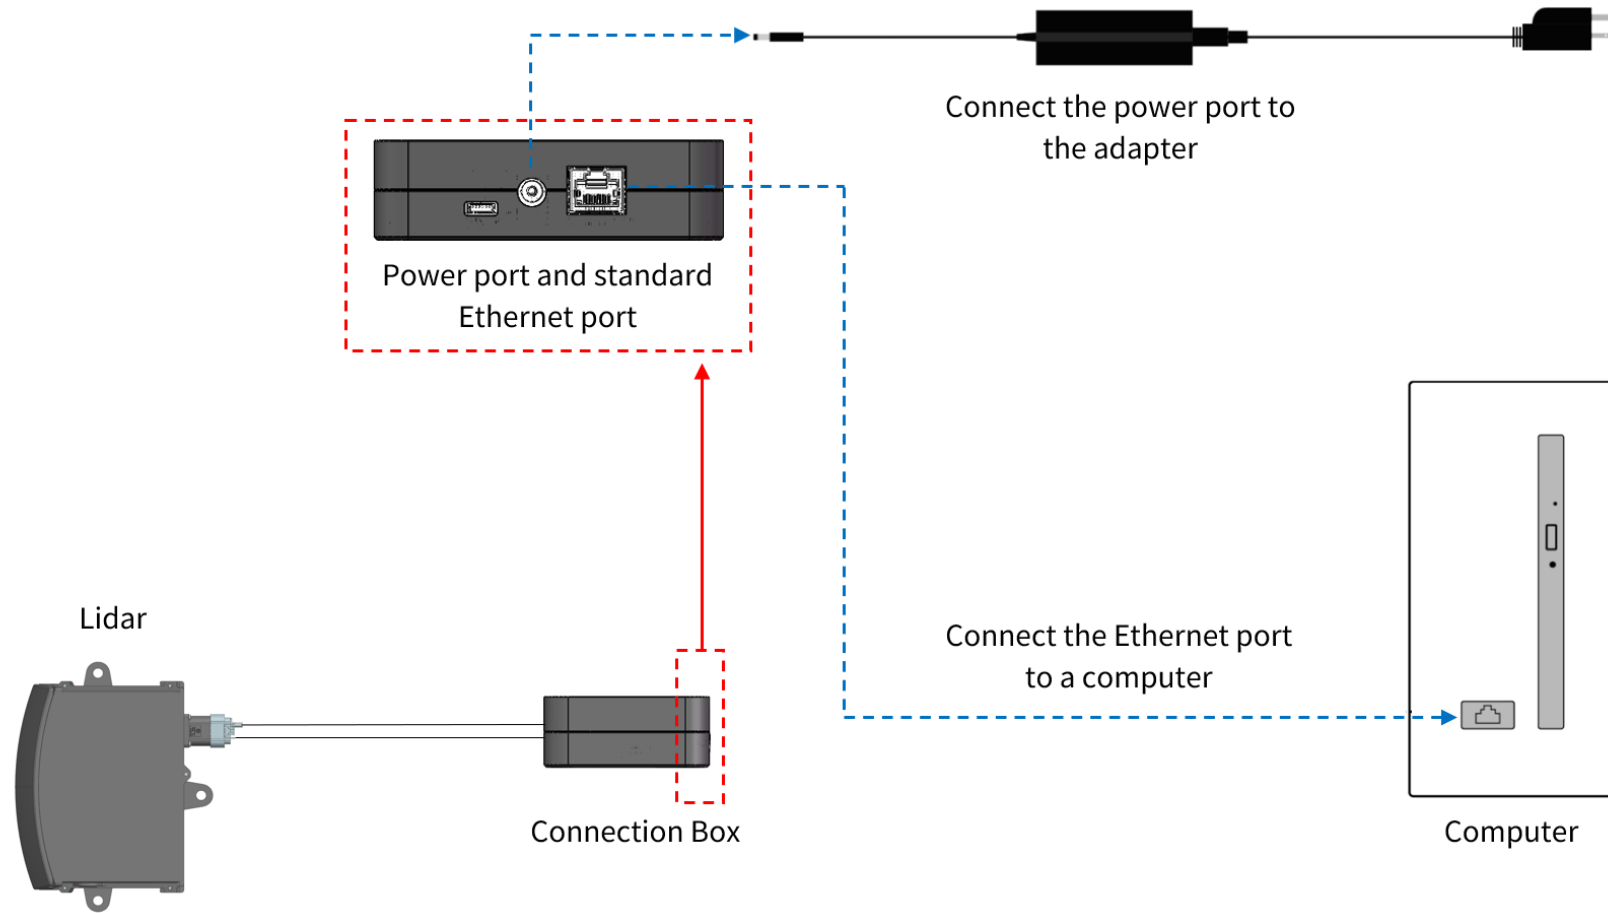 Connect the power port to
the adapter
Power port and standard
Ethernet port
Lidar
Connect the Ethernet port
to a computer
Connection Box
Computer